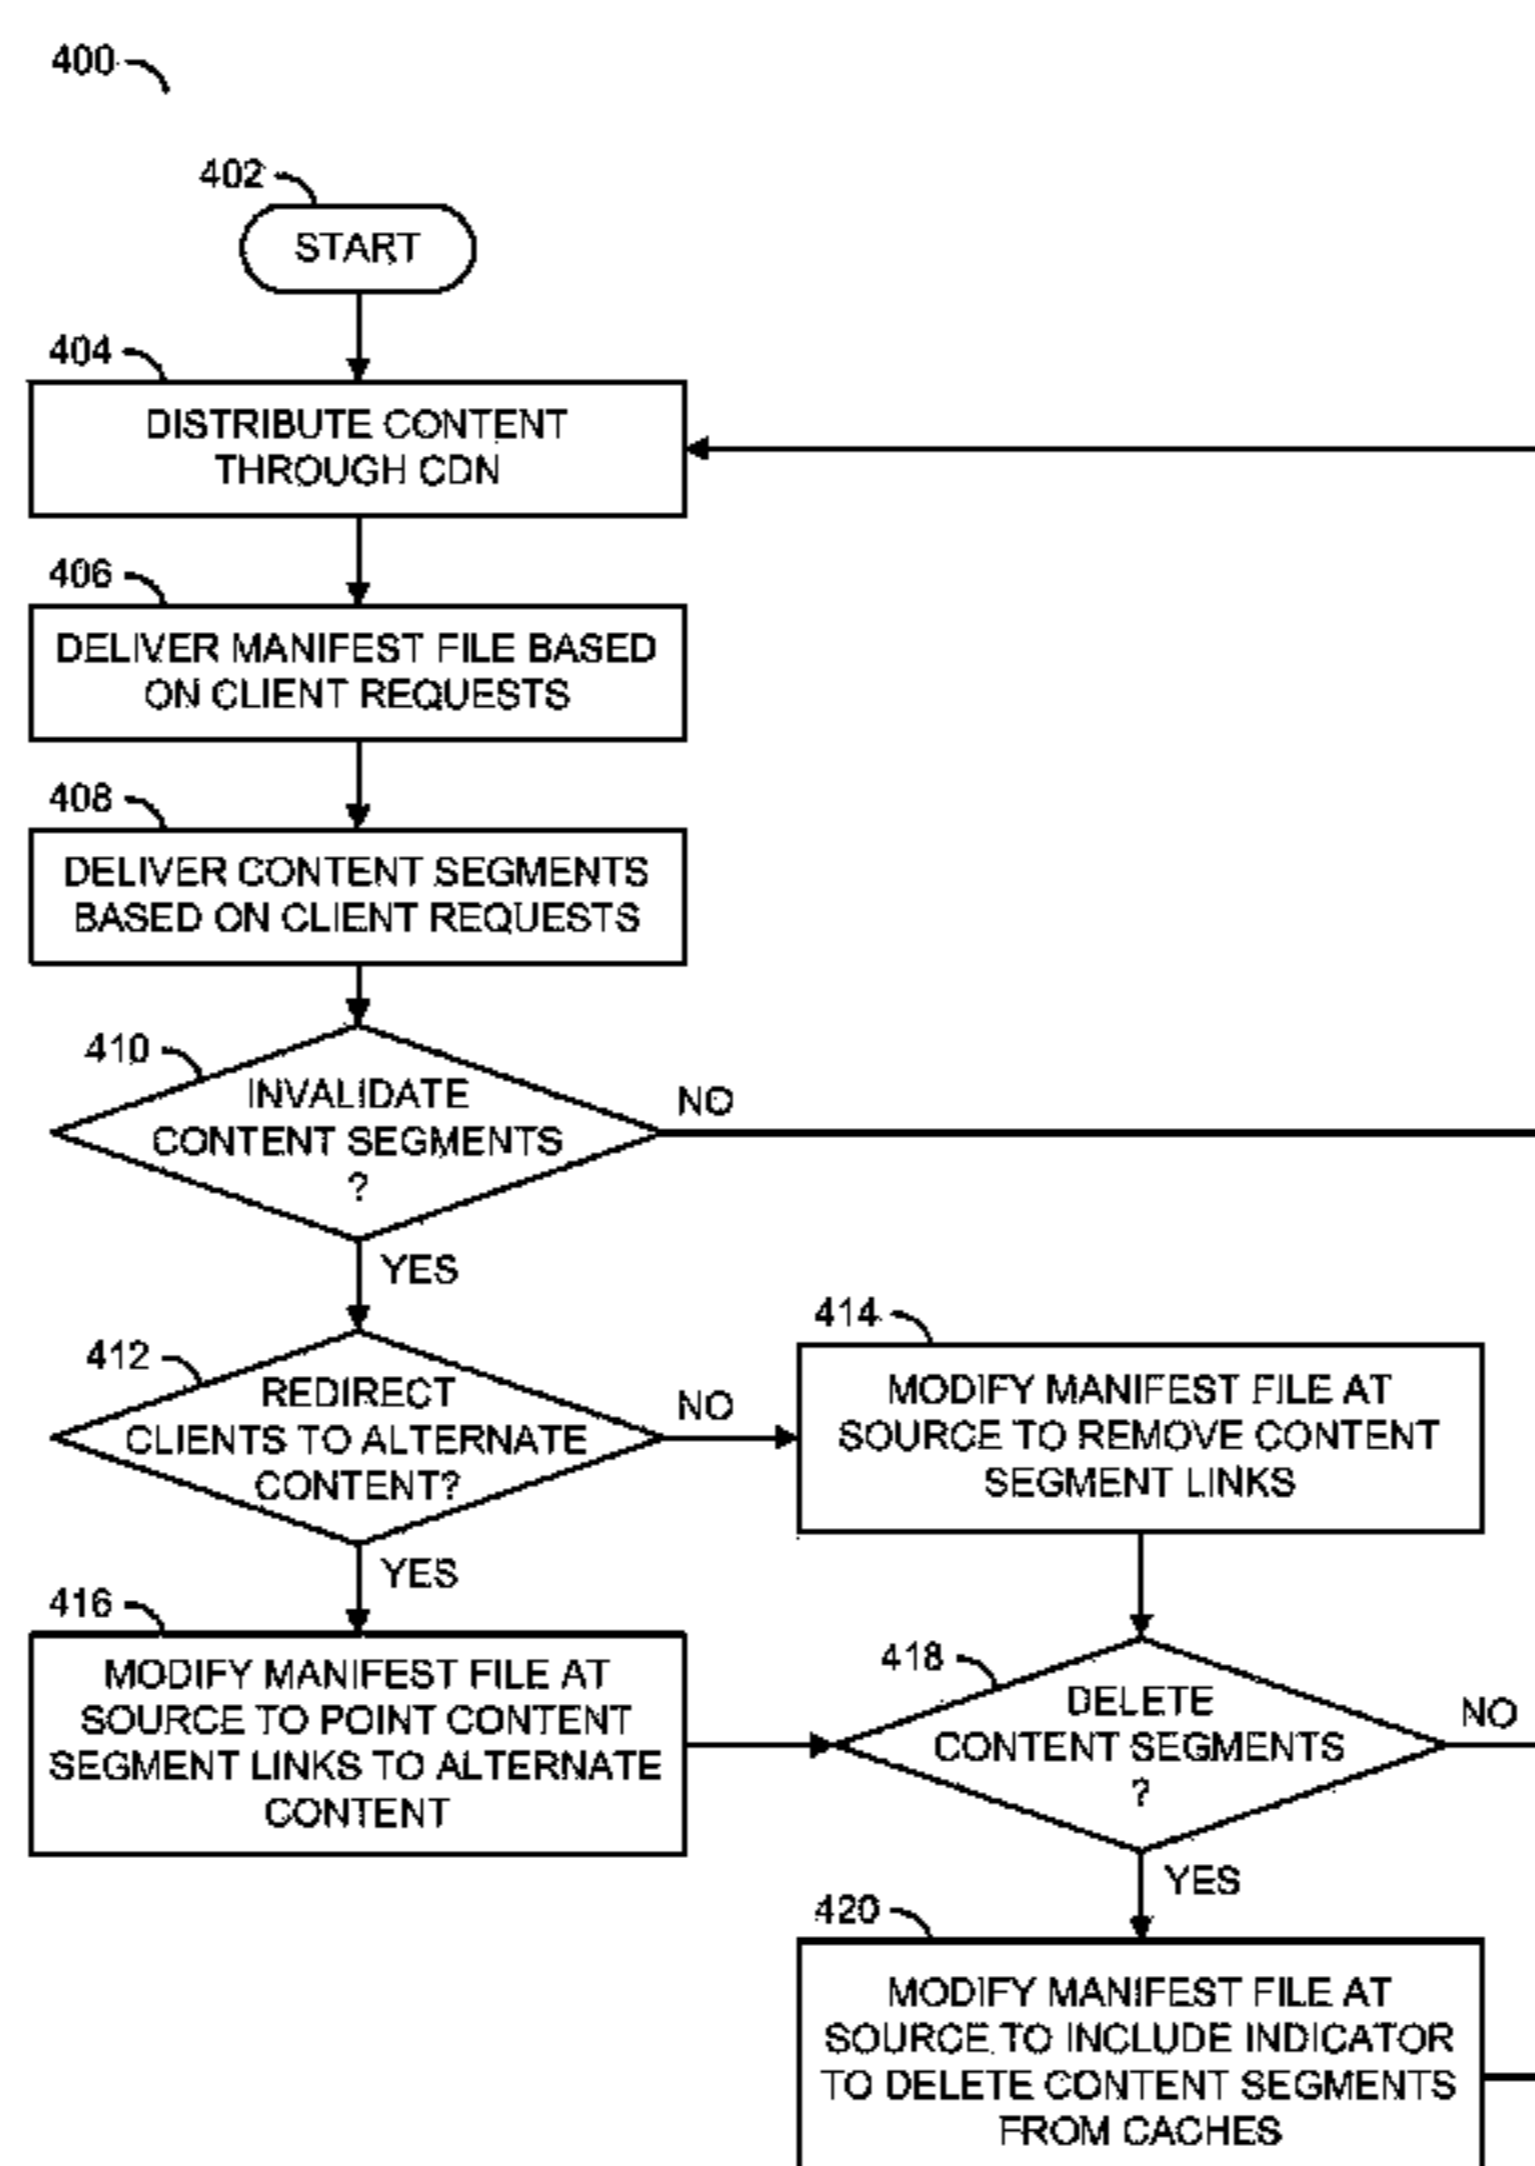 400
402
START
404
DISTRIBUTE CONTENT
THROUGH CDN
406
DELIVER MANIFEST FILE BASED
ON CLIENT REQUESTS
408
DELIVER CONTENT SEGMENTS
BASED ON CLIENT REQUESTS
410
INVALIDATE
CONTENT SEGMENTS
?
NO
YES
412
REDIRECT
CLIENTS TO ALTERNATE
CONTENT?
NO
YES
414
MODIFY MANIFEST FILE AT
SOURCE TO REMOVE CONTENT
SEGMENT LINKS
416
MODIFY MANIFEST FILE AT
SOURCE TO POINT CONTENT
SEGMENT LINKS TO ALTERNATE
CONTENT
418
DELETE
CONTENT SEGMENTS
?
NO
YES
420
MODIFY MANIFEST FILE AT
SOURCE TO INCLUDE INDICATOR
TO DELETE CONTENT SEGMENTS
FROM CACHES